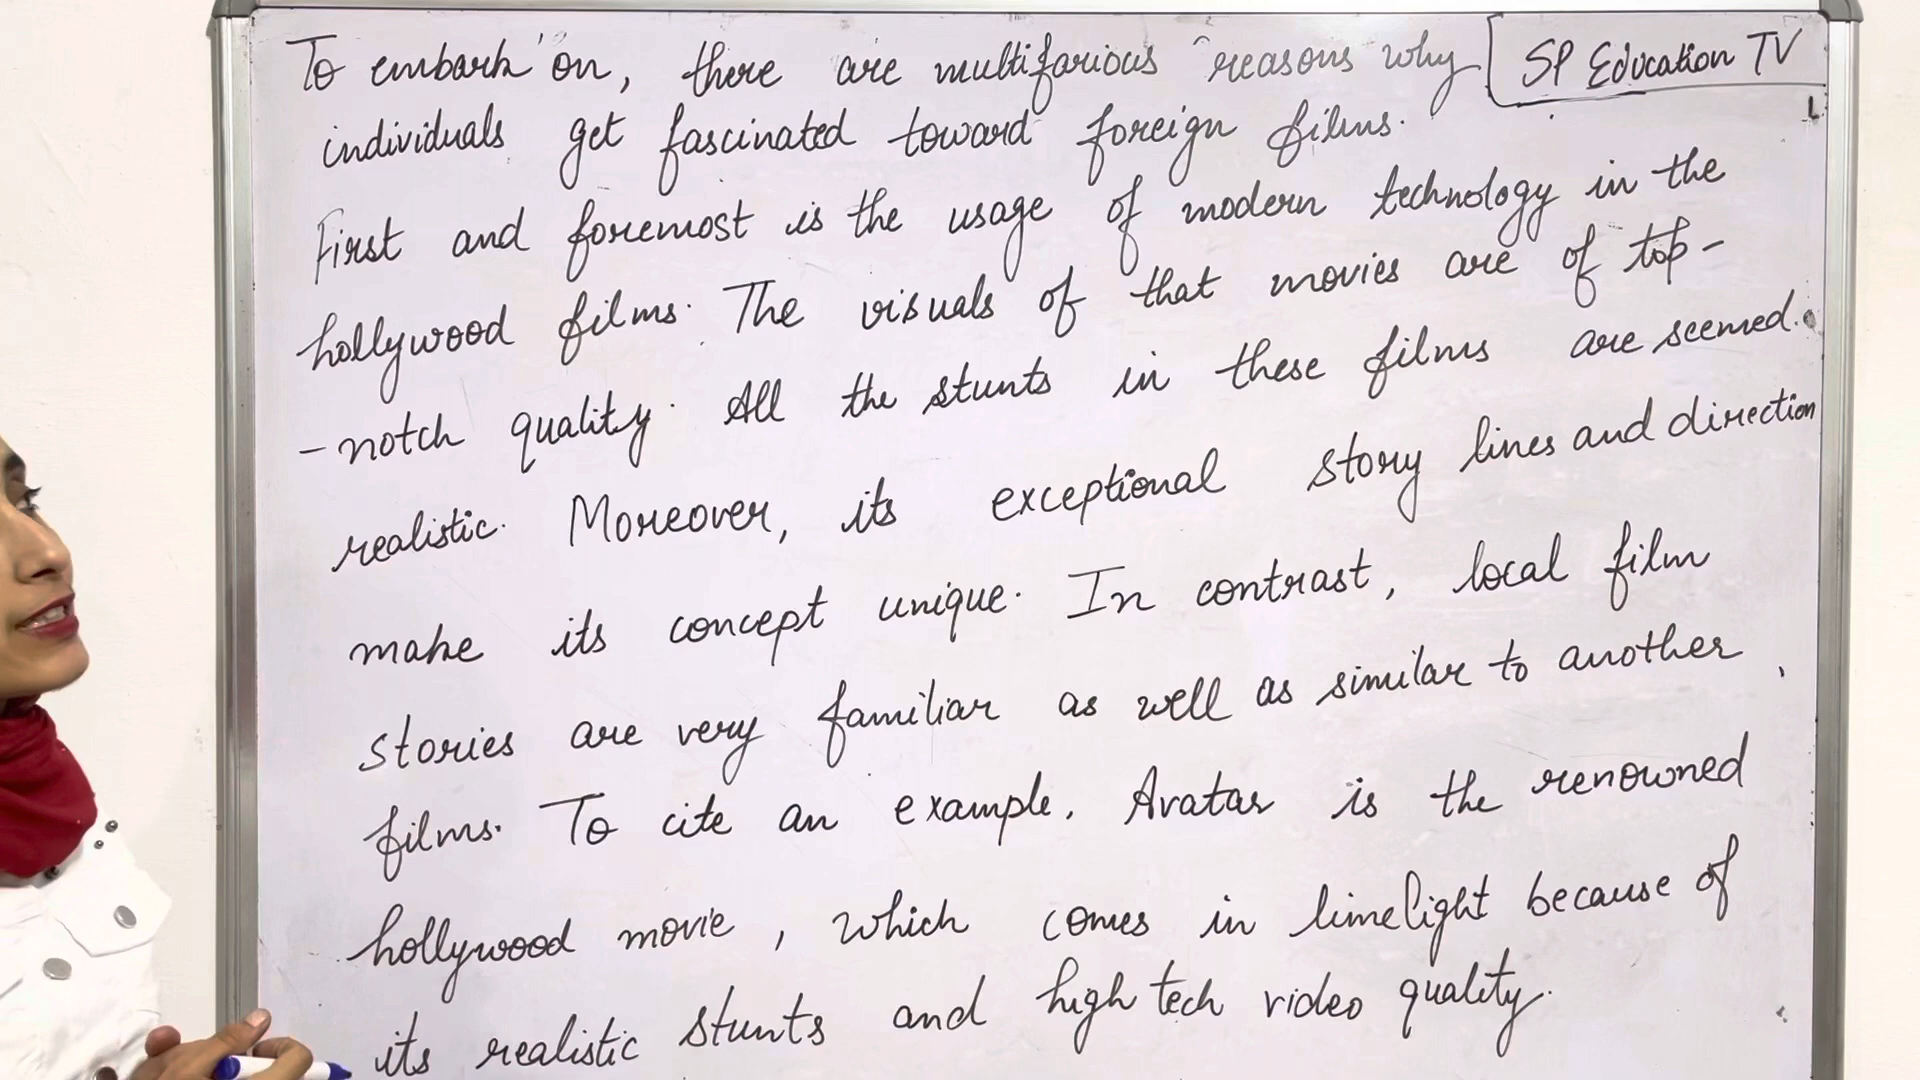 To embark on, there are multifarious reasons why
SP Education TV
individuals get fascinated toward foreign films.
First and foremost is the usage of modern technology in the
hollywood films. The visuals of that movies are of top-
-notch quality. All the stunts in these films are seemed.
realistic. Moreover, its exceptional story lines and direction
make its concept unique. In contrast, local film
stories are very familiar as well as similar to another
films. To cite an example, Avatar is the renowned
hollywood movie, which comes in limelight because of
its realistic stunts and high tech video quality.